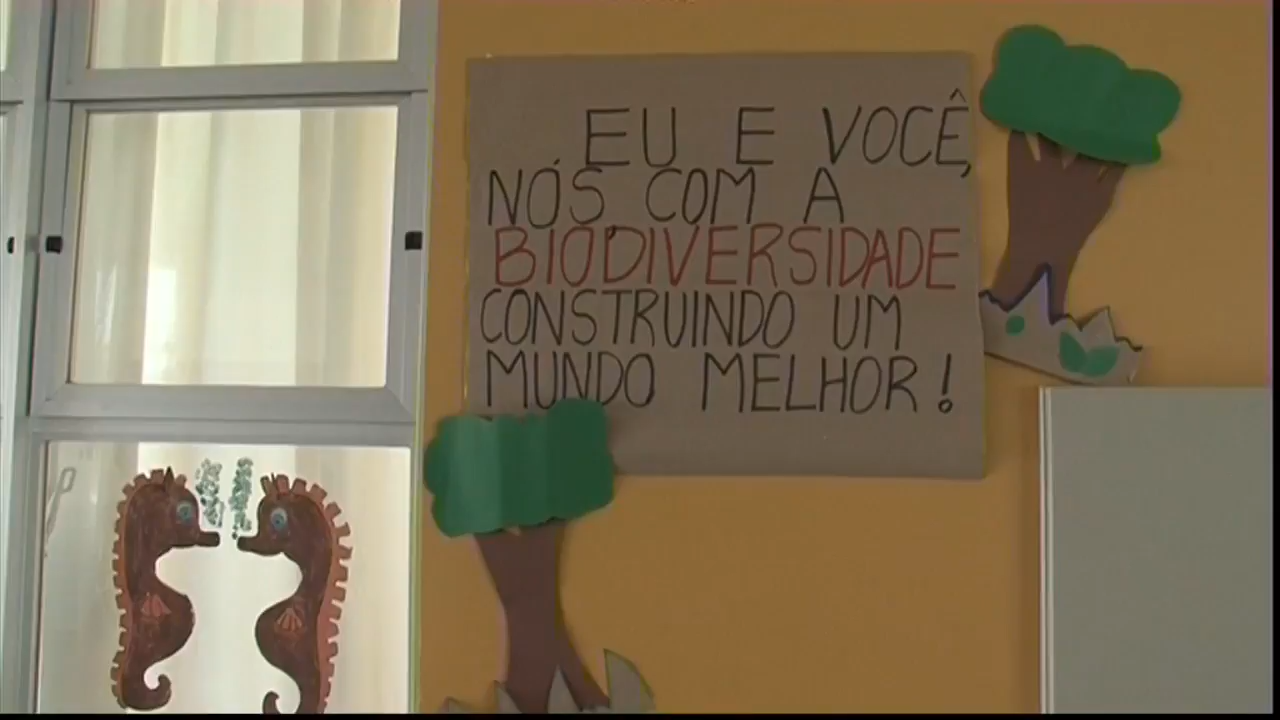 EU E VOCÊ,
NÓS, COM A
BIODIVERSIDADE
CONSTRUINDO UM
MUNDO MELHOR!